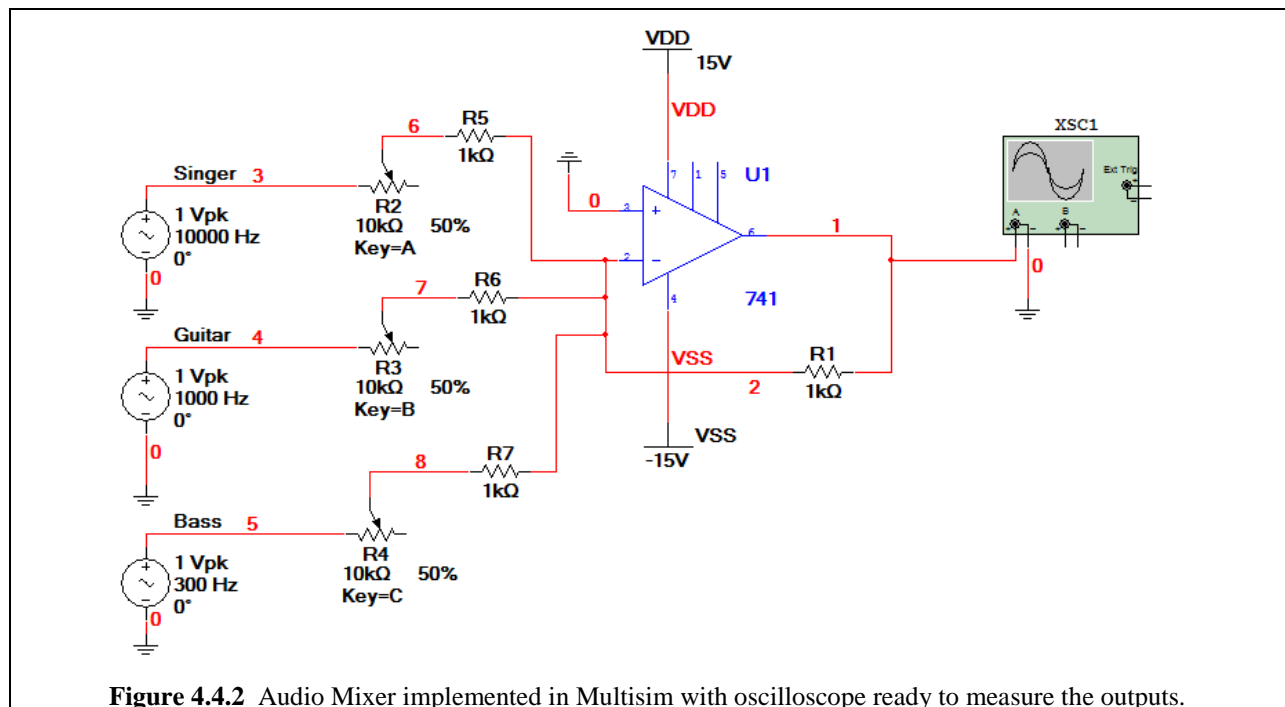 VDD
15V
VDD
XSC1
Ext Trig
+
A
B
+ - + -
6
R5
1kΩ
Singer 3
R2
10kΩ 50%
Key=A
1 Vpk
10000 Hz
0°
0
0
7
1
5
U1
3
+
2
-
6
4
741
1
0
7
R6
1kΩ
Guitar 4
R3
10kΩ 50%
Key=B
1 Vpk
1000 Hz
0°
0
VSS
2
R1
1kΩ
VSS
-15V
8
R7
1kΩ
Bass 5
R4
10kΩ 50%
Key=C
1 Vpk
300 Hz
0°
0
Figure 4.4.2 Audio Mixer implemented in Multisim with oscilloscope ready to measure the outputs.